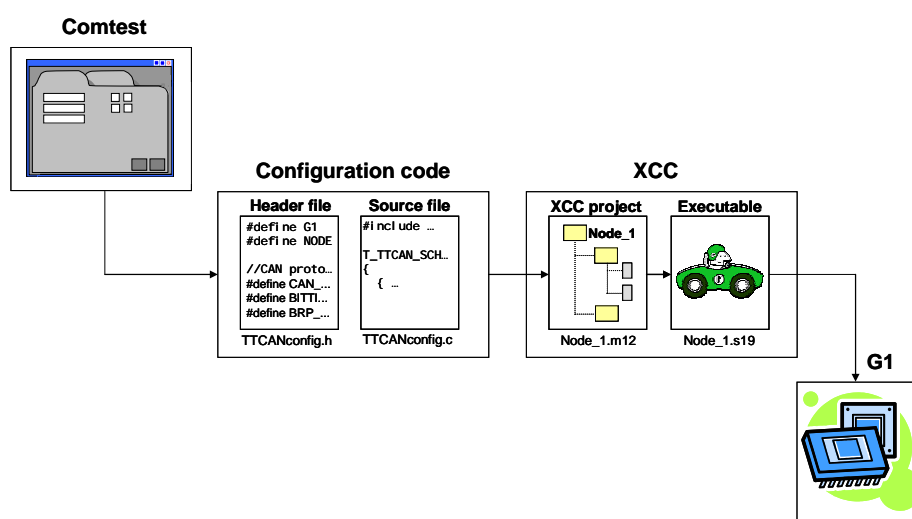 Comtest
Configuration code
Header file
#define G1
#define NODE
//CAN proto…
#define CAN_…
#define BITTI…
#define BRP_…
TTCANconfig.h
Source file
#include …
T_TTCAN_SCH…
{
{ …
TTCANconfig.c
XCC
XCC project
Node_1
Node_1.m12
Executable
Node_1.s19
G1